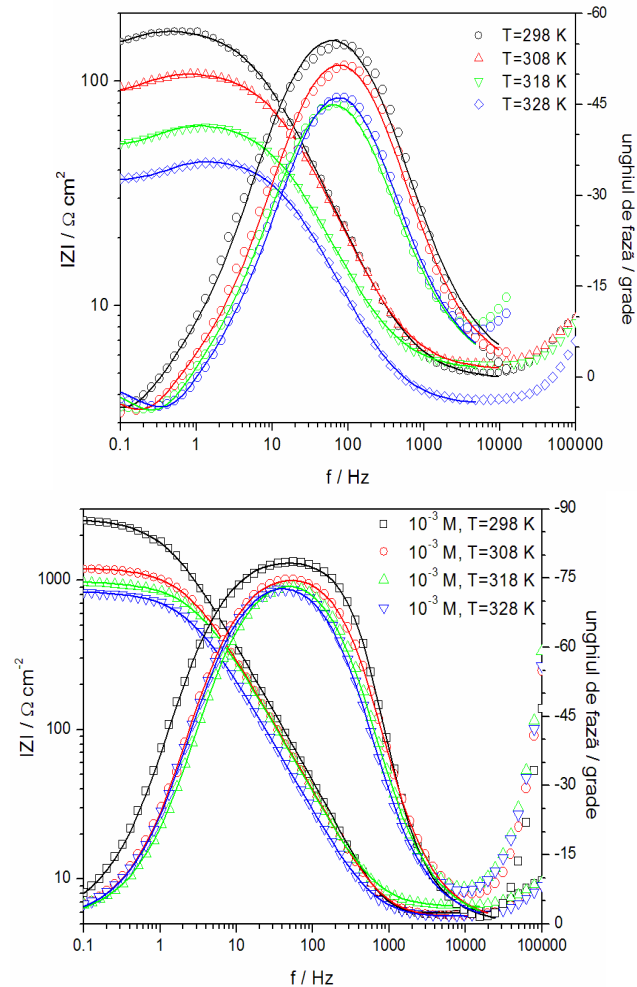 T=298 K
T=308 K
T=318 K
T=328 K
100
10
|Z| / Ω cm²
-60
-45
-30
-15
0
unghiul de fază / grade
0.1 1 10 100 1000 10000 100000
f / Hz
10⁻³ M, T=298 K
10⁻³ M, T=308 K
10⁻³ M, T=318 K
10⁻³ M, T=328 K
1000
100
10
|Z| / Ω cm⁻²
-90
-75
-60
-45
-30
-15
0
unghiul de fază / grade
0.1 1 10 100 1000 10000 100000
f / Hz